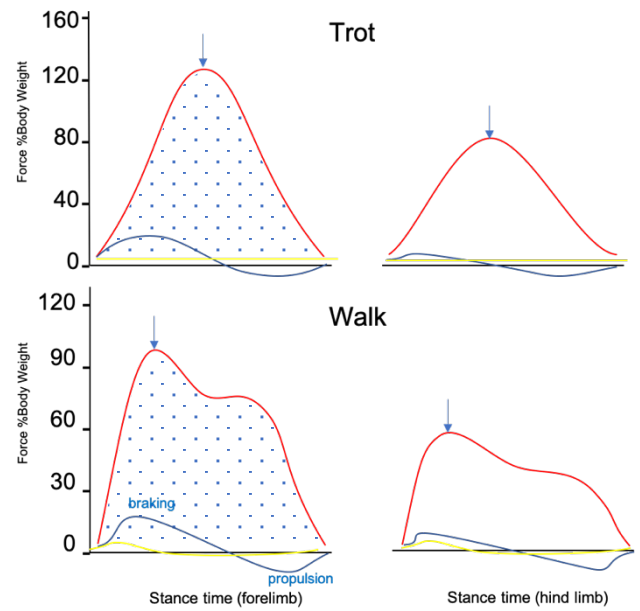 Trot
Force %Body Weight
160
120
80
40
0
Walk
Force %Body Weight
120
90
60
30
0
braking
propulsion
Stance time (forelimb)
Stance time (hind limb)